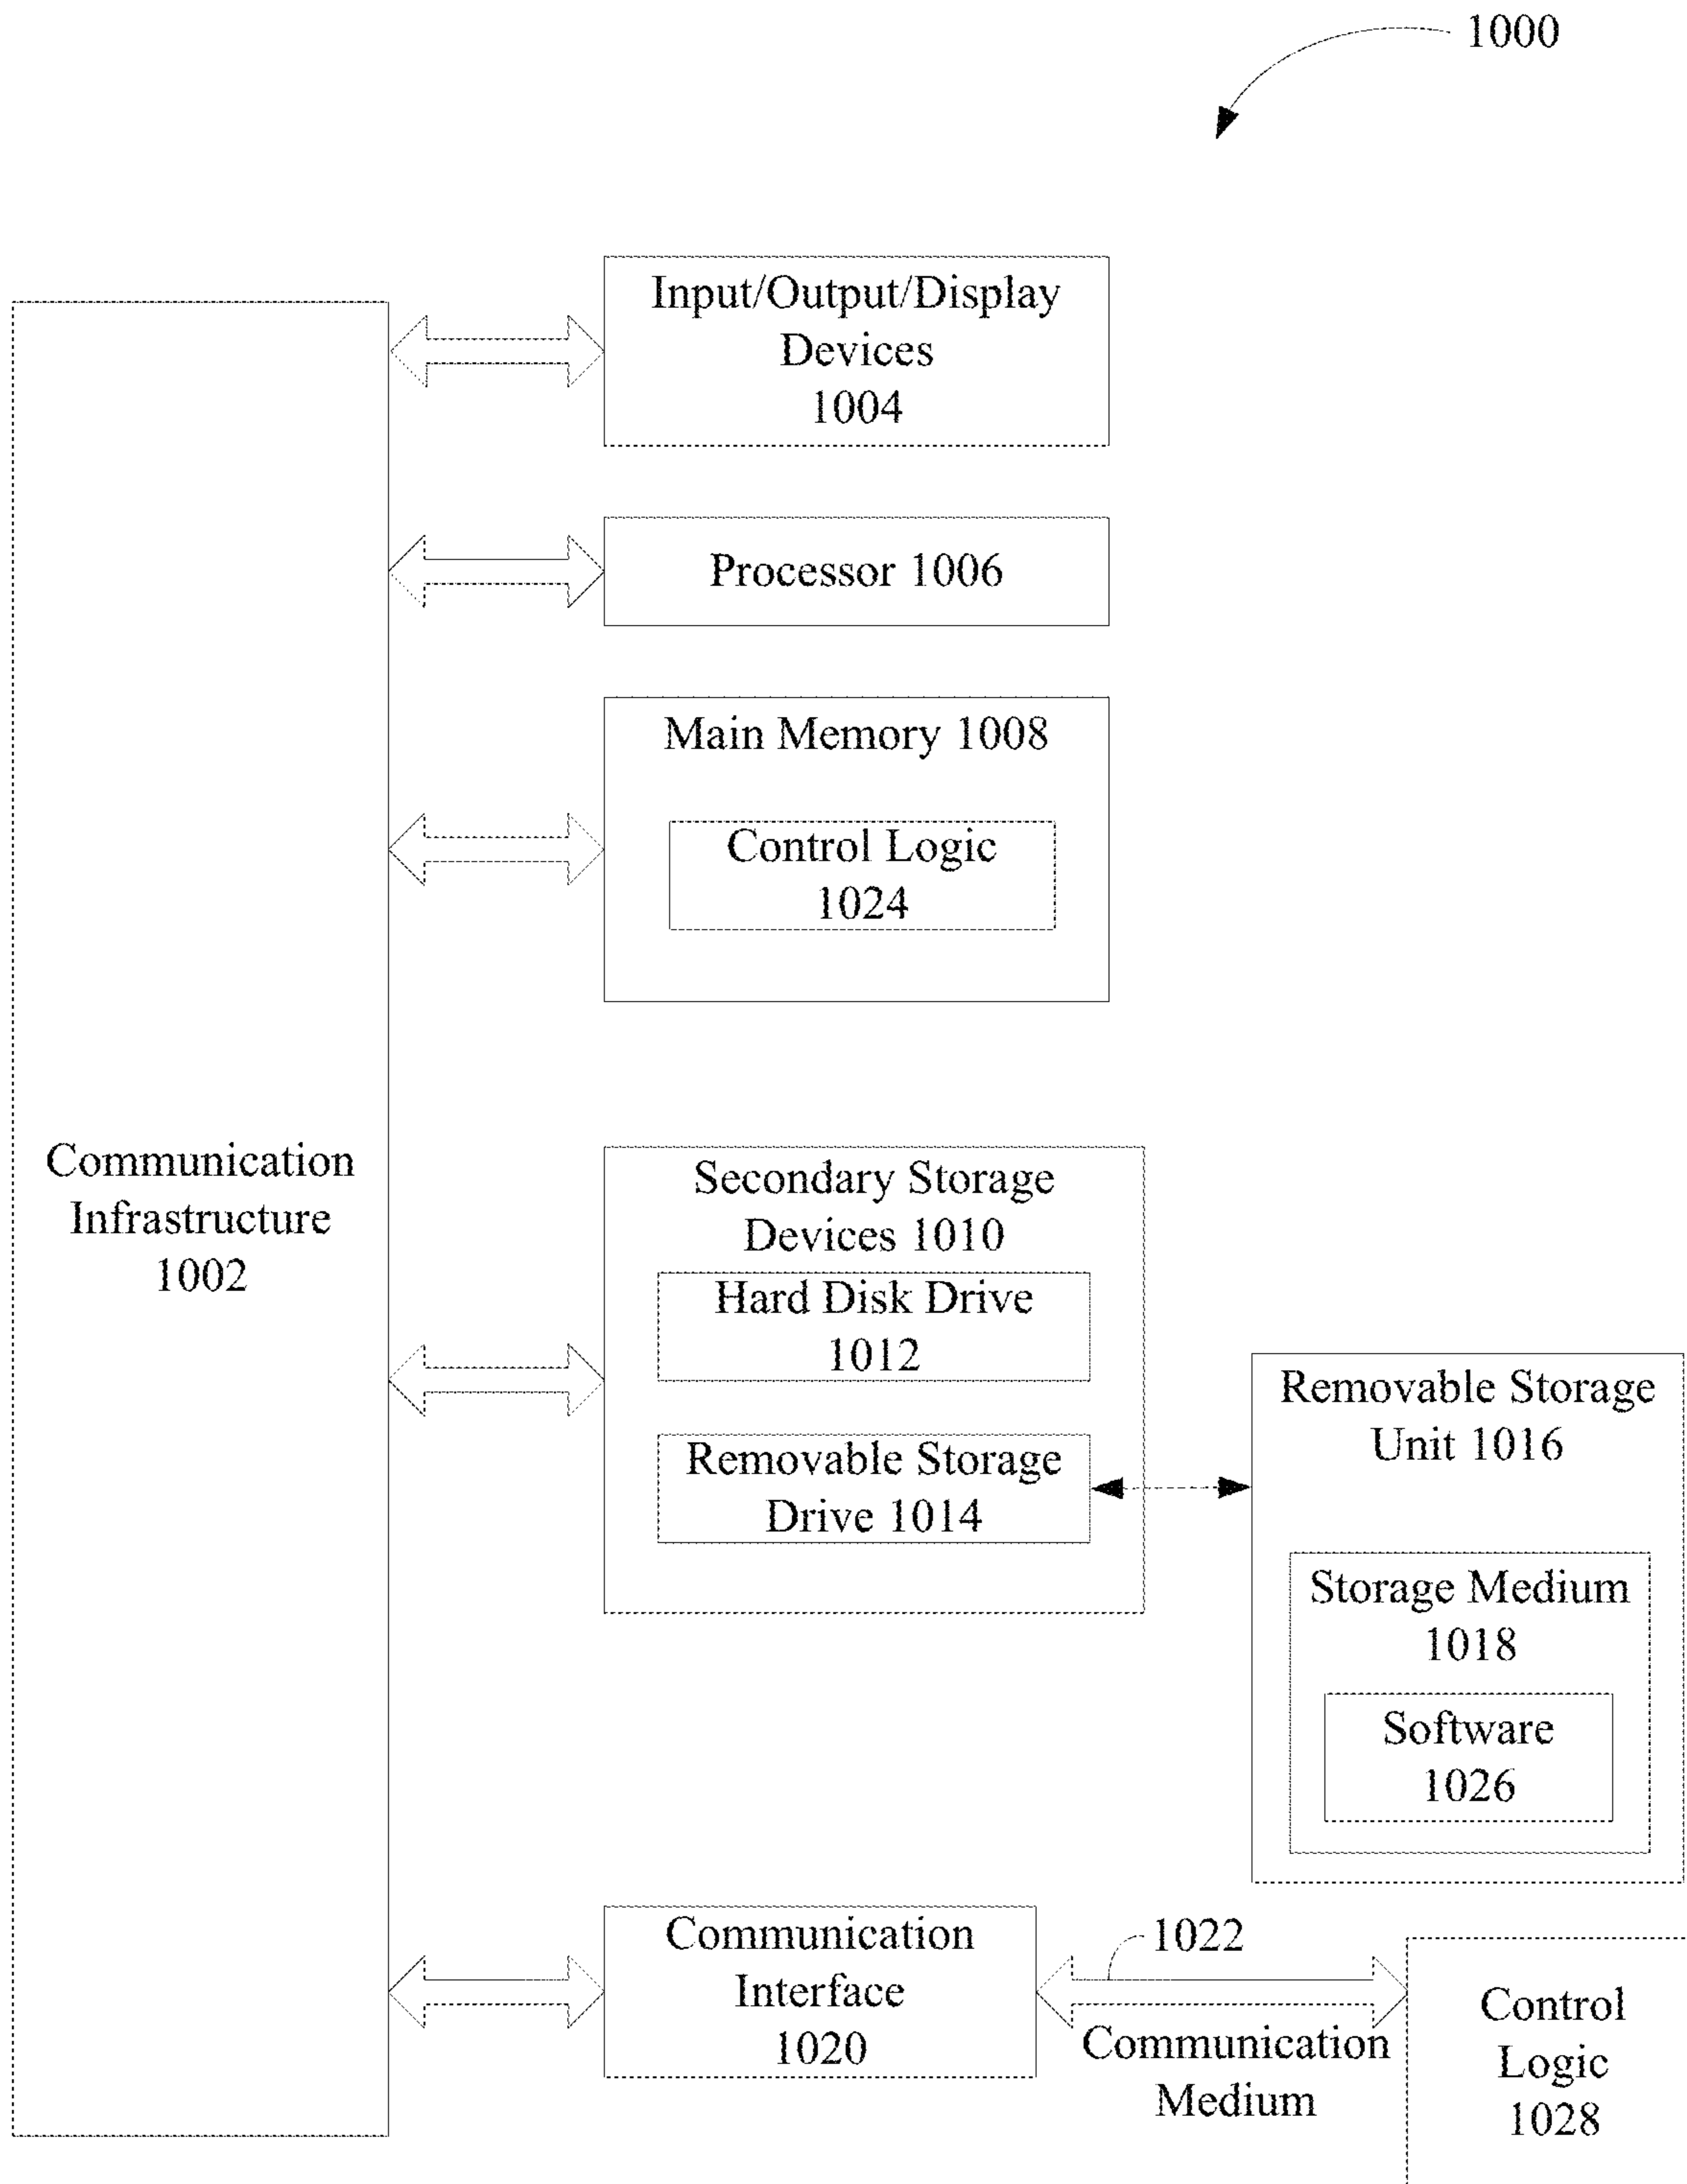 1000
Input/Output/Display
Devices
1004
Processor 1006
Main Memory 1008
Control Logic
1024
Communication
Infrastructure
1002
Secondary Storage
Devices 1010
Hard Disk Drive
1012
Removable Storage
Drive 1014
Removable Storage
Unit 1016
Storage Medium
1018
Software
1026
Communication
Interface
1020
1022
Communication
Medium
Control
Logic
1028